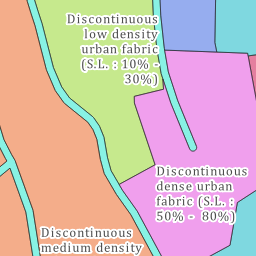 Discontinuous
low density
urban fabric
(S.L. : 10% -
30%)
Discontinuous
dense urban
fabric (S.L. :
50% -  80%)
Discontinuous
medium density